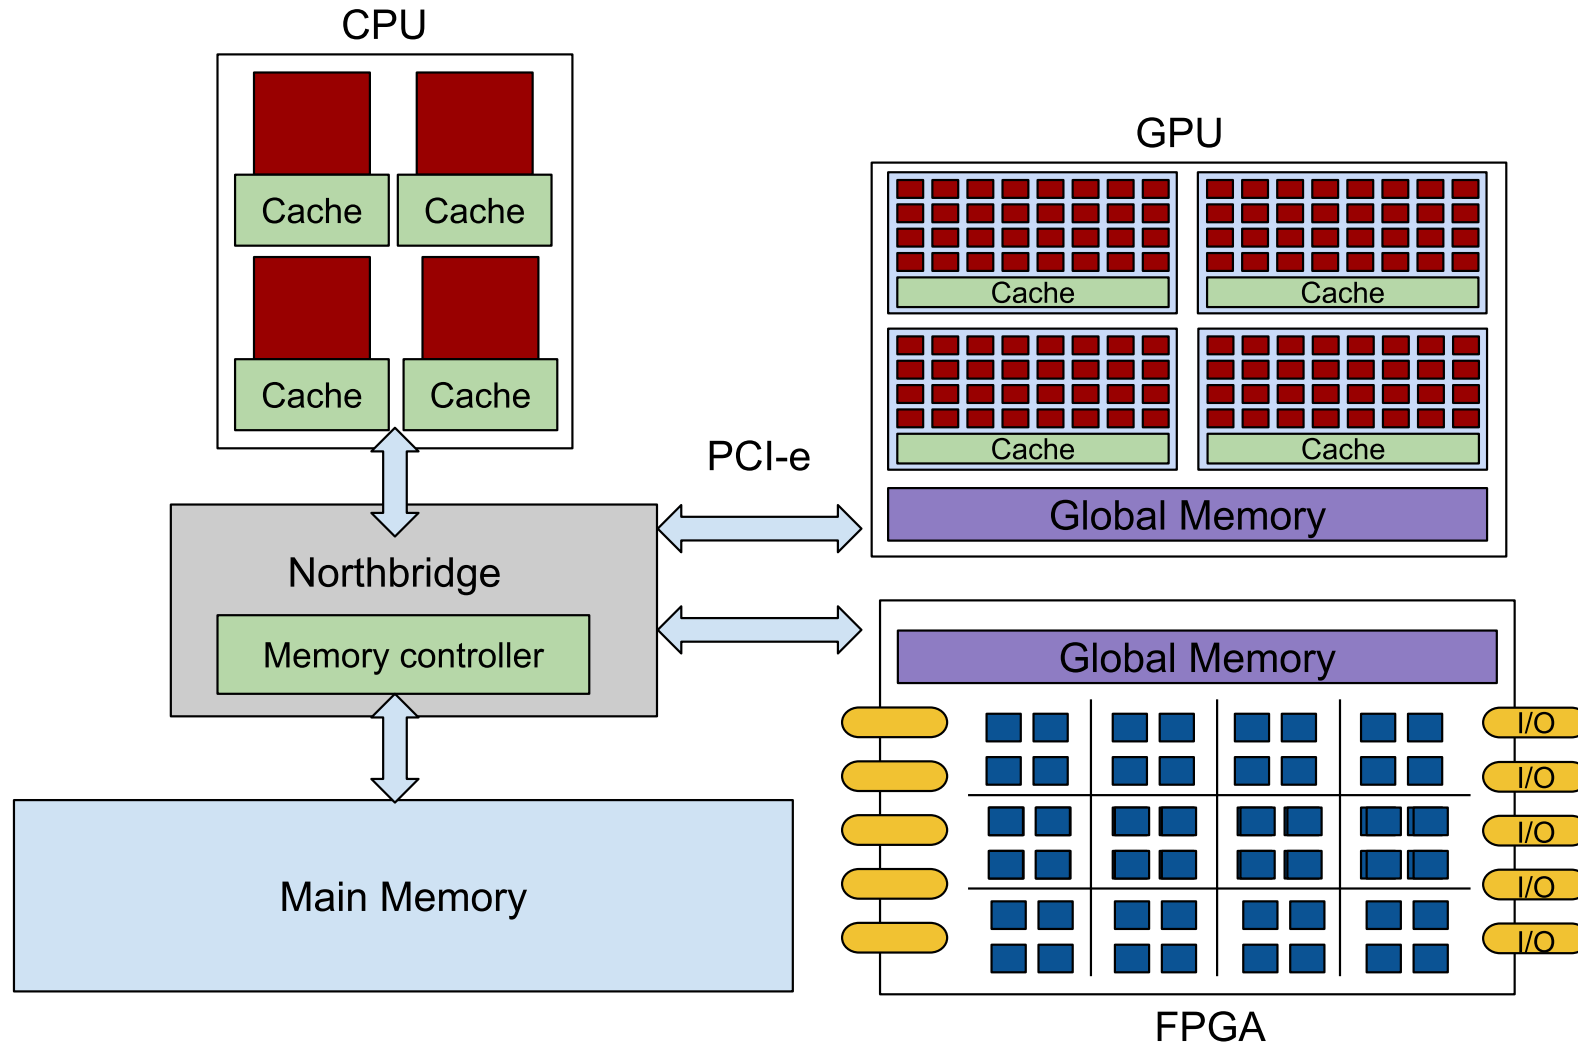 CPU
Cache
Cache
Cache
Cache
Northbridge
Memory controller
Main Memory
PCI-e
GPU
Cache
Cache
Cache
Cache
Global Memory
Global Memory
I/O
I/O
I/O
I/O
I/O
FPGA